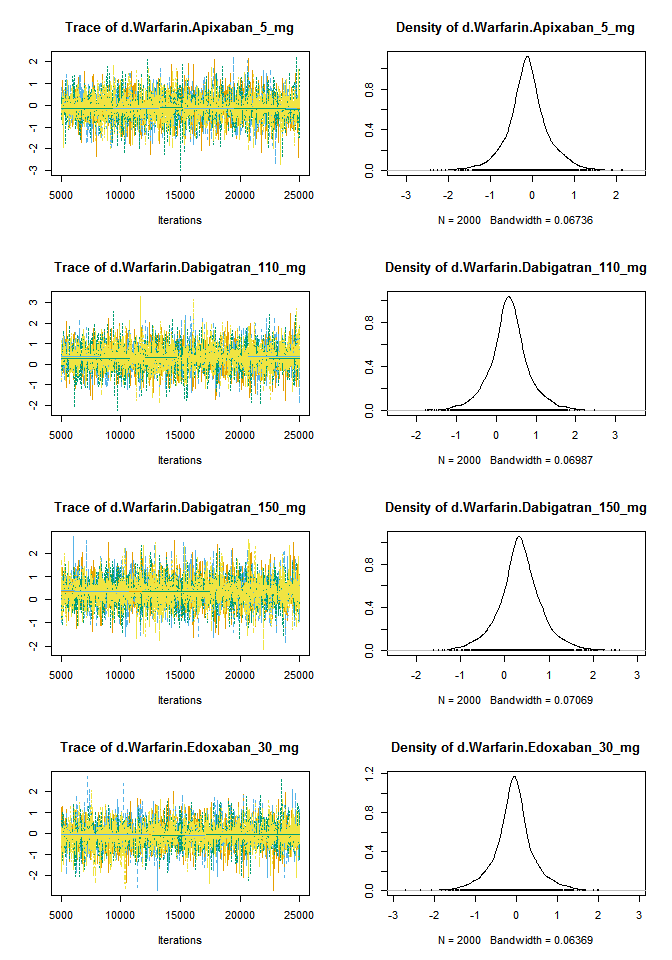 Trace of d.Warfarin.Apixaban_5_mg
2
1
0
-1
-2
-3
5000 10000 15000 20000 25000
Iterations
Density of d.Warfarin.Apixaban_5_mg
0.8
0.4
0.0
-3 -2 -1 0 1 2
N = 2000 Bandwidth = 0.06736
Trace of d.Warfarin.Dabigatran_110_mg
3
2
1
0
-1
-2
5000 10000 15000 20000 25000
Iterations
Density of d.Warfarin.Dabigatran_110_mg
0.8
0.4
0.0
-2 -1 0 1 2 3
N = 2000 Bandwidth = 0.06987
Trace of d.Warfarin.Dabigatran_150_mg
2
1
0
-1
-2
5000 10000 15000 20000 25000
Iterations
Density of d.Warfarin.Dabigatran_150_mg
0.8
0.4
0.0
-2 -1 0 1 2 3
N = 2000 Bandwidth = 0.07069
Trace of d.Warfarin.Edoxaban_30_mg
2
1
0
-1
-2
5000 10000 15000 20000 25000
Iterations
Density of d.Warfarin.Edoxaban_30_mg
1.2
0.8
0.4
0.0
-3 -2 -1 0 1 2 3
N = 2000 Bandwidth = 0.06369